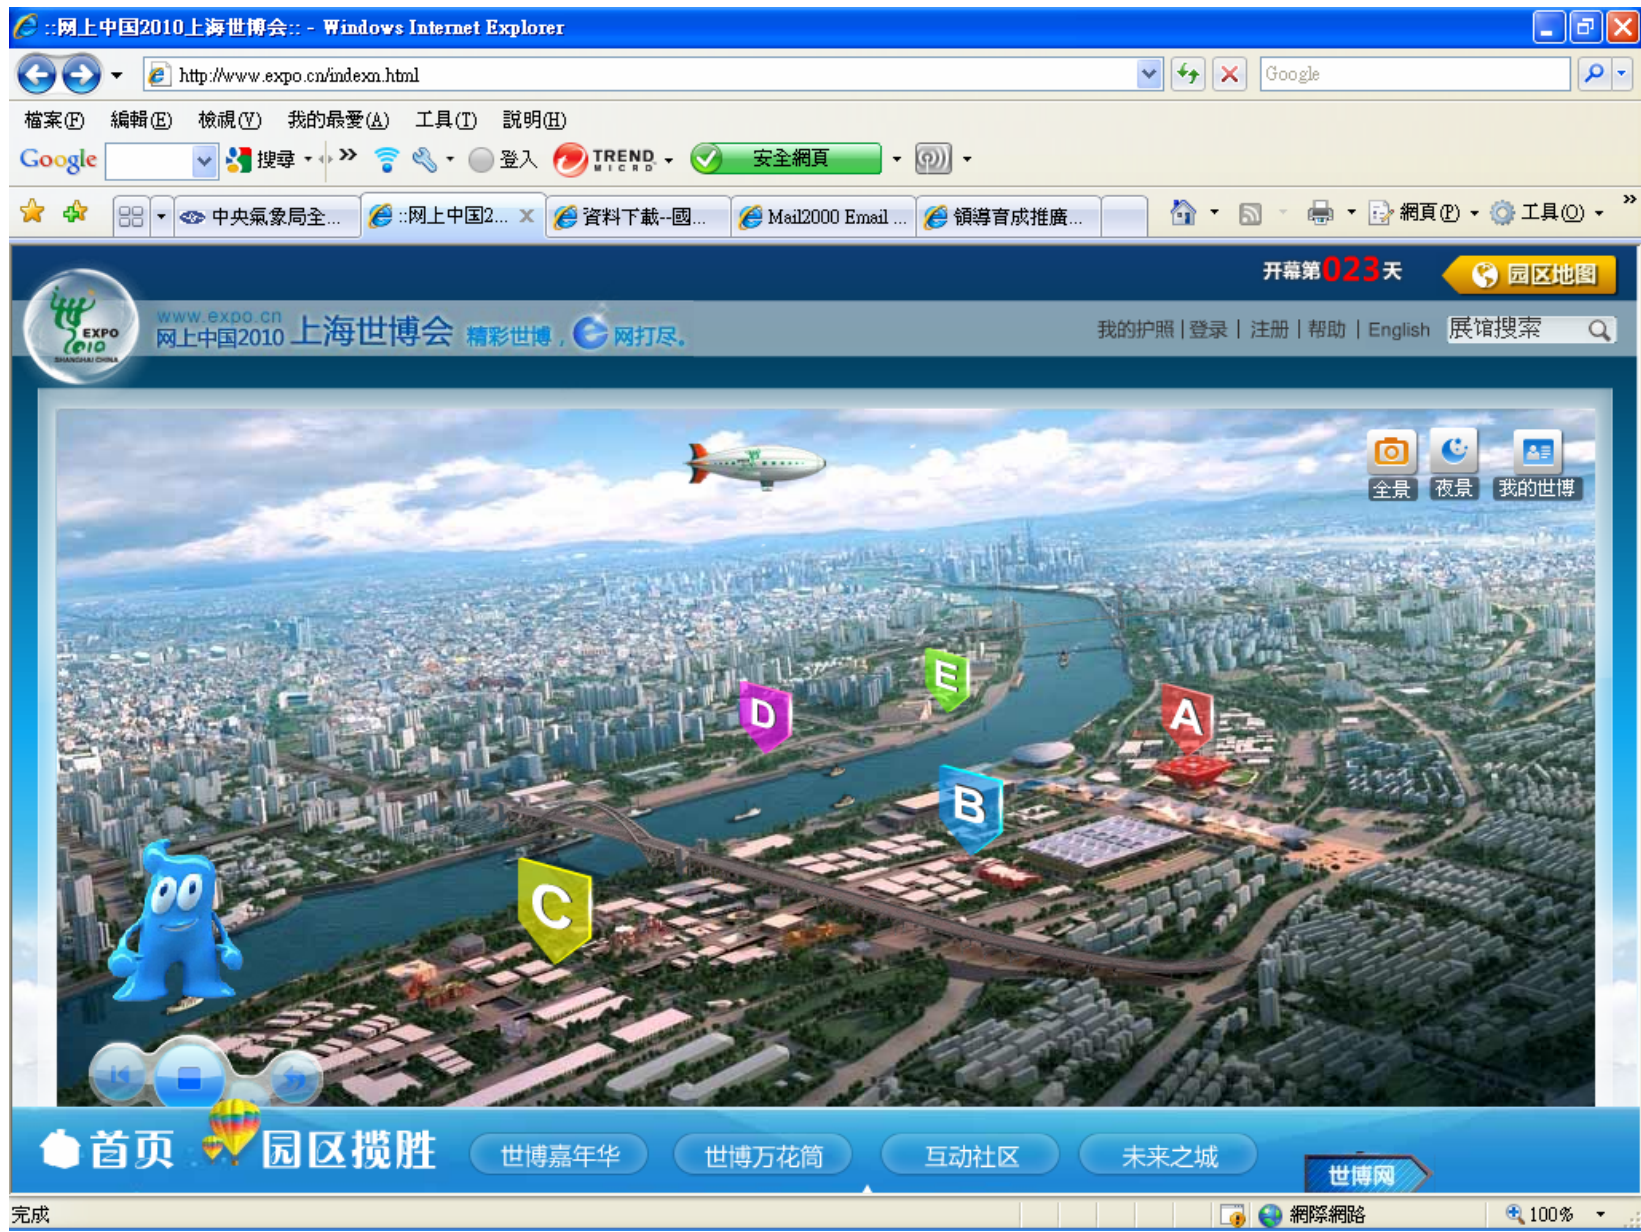 ::网上中国2010上海世博会:: - Windows Internet Explorer
http://www.expo.cn/indexn.html
Google
檔案(F) 編輯(E) 檢視(V) 我的最愛(A) 工具(T) 說明(H)
Google 搜尋 登入 TREND MICRO 安全網頁
中央氣象局全... ::网上中国2... 資料下載--國... Mail2000 Email ... 領導育成推廣... 網頁(P) 工具(O)
开幕第023天 园区地图
EXPO
2010
SHANGHAI CHINA
www.expo.cn
网上中国2010 上海世博会 精彩世博，e网打尽。
我的护照 | 登录 | 注册 | 帮助 | English 展馆搜索
全景 夜景 我的世博
E
D
A
B
C
首页 园区揽胜 世博嘉年华 世博万花筒 互动社区 未来之城 世博网
完成 網際網路 100%